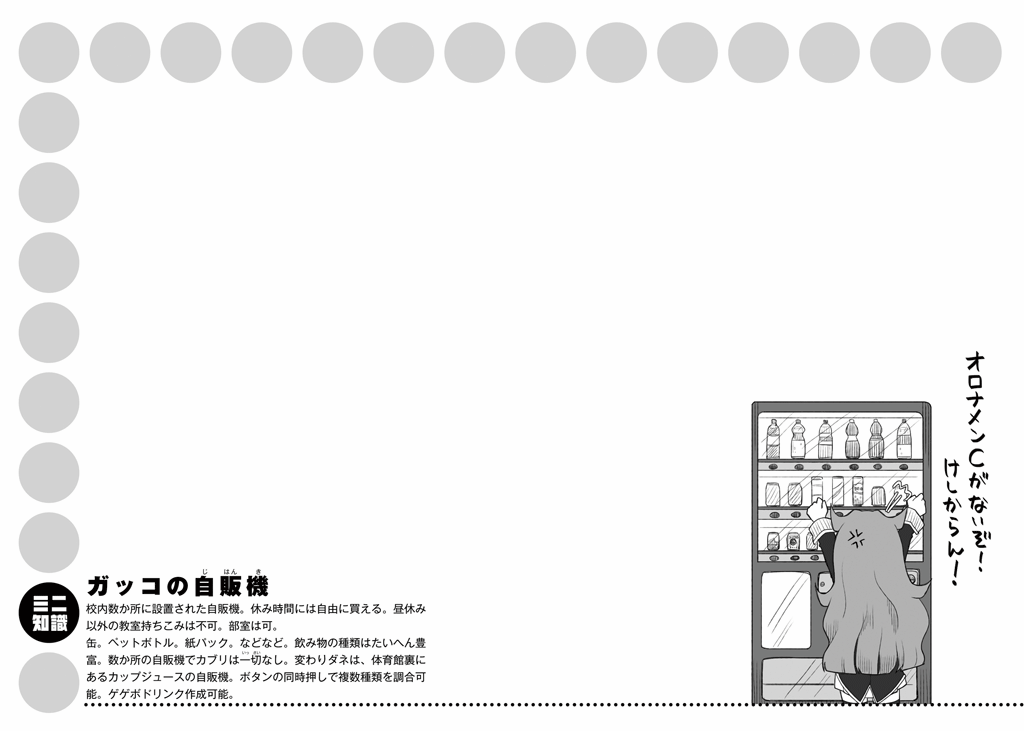 オロナメンCがないぞー！
けしからん！
ミニ
知識
ガッコの自販機
校内数か所に設置された自販機。休み時間には自由に買える。昼休み
以外の教室持ちこみは不可。部室は可。
缶。ペットボトル。紙パック。などなど。飲み物の種類はたいへん豊
富。数か所の自販機でカブリは一切なし。変わりダネは、体育館裏に
あるカップジュースの自販機。ボタンの同時押しで複数種類を調合可
能。ゲゲボドリンク作成可能。